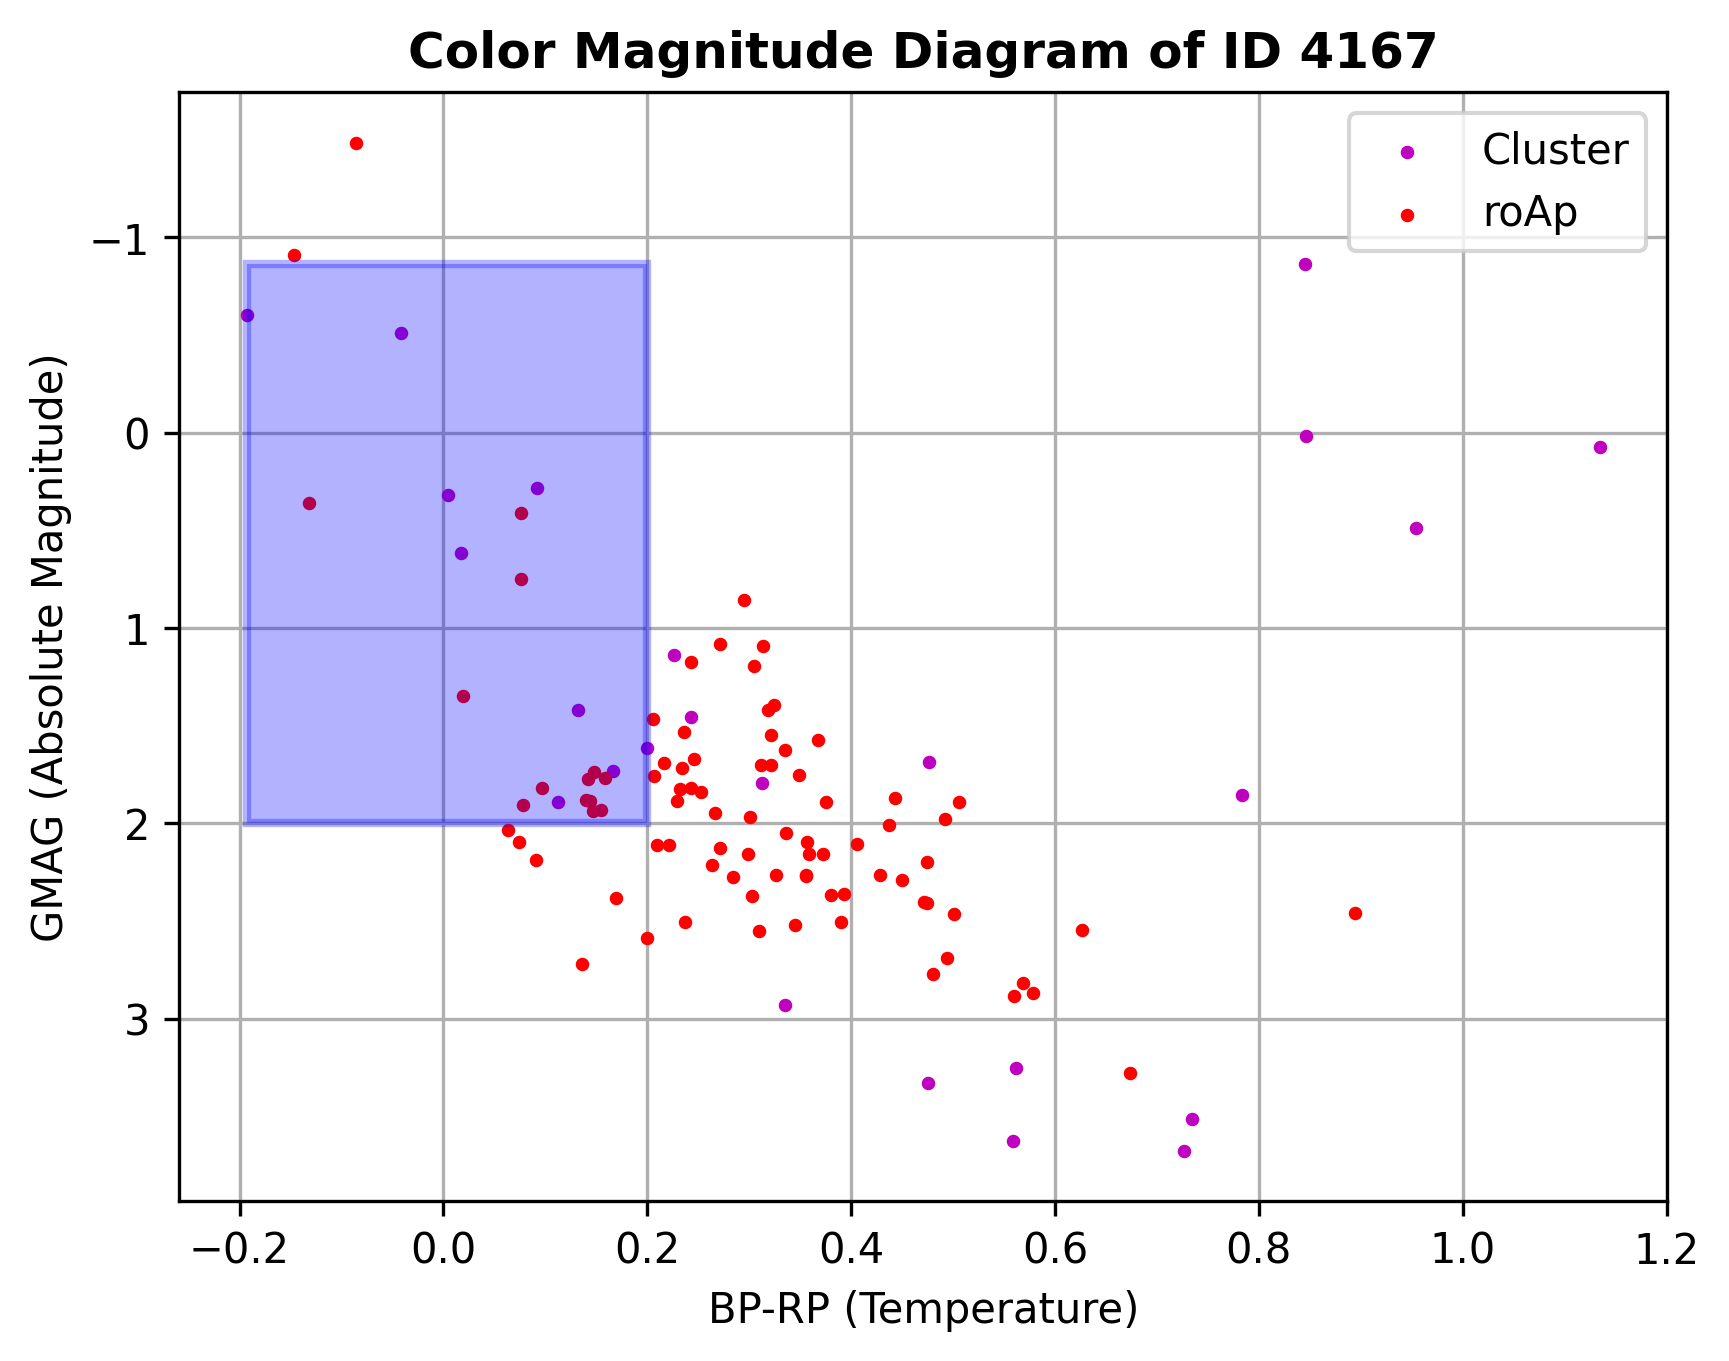 Color Magnitude Diagram of ID 4167
Cluster
roAp
GMAG (Absolute Magnitude)
−1
0
1
2
3
−0.2 0.0 0.2 0.4 0.6 0.8 1.0 1.2
BP-RP (Temperature)